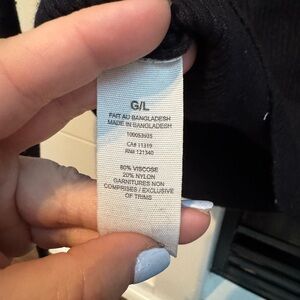 G/L
FAIT AU BANGLADESH
MADE IN BANGLADESH
100053935
CA# 11319
RN# 121340
80% VISCOSE
20% NYLON
GARNITURES NON
COMPRISES / EXCLUSIVE
OF TRIMS